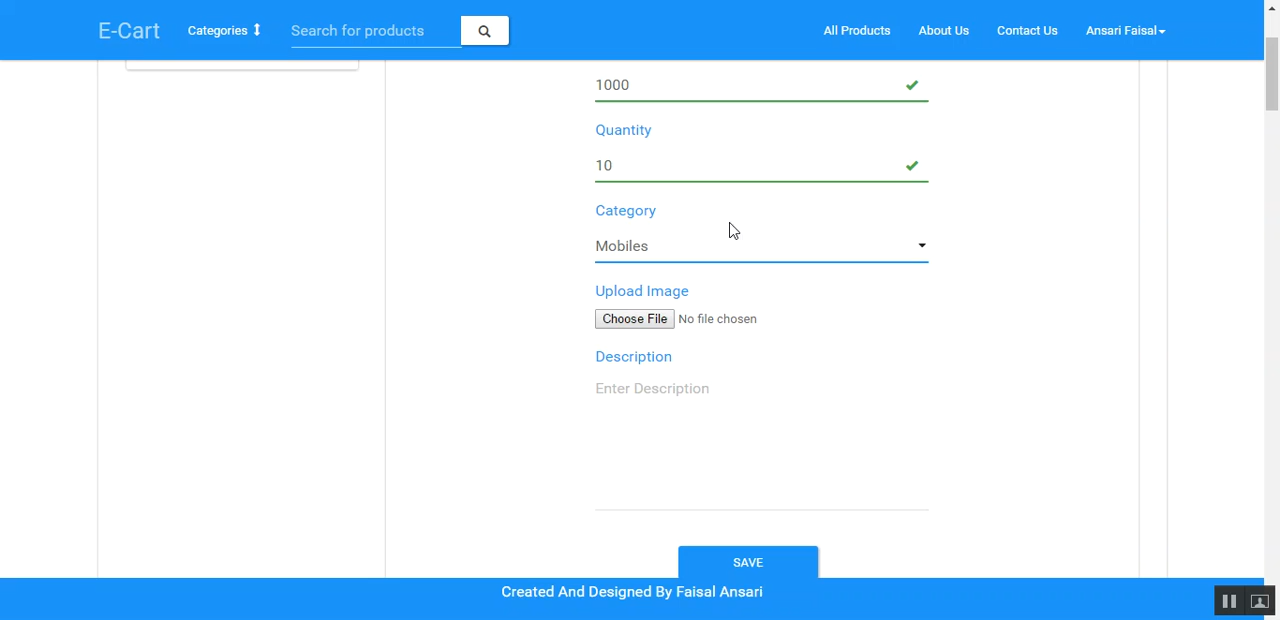 E-Cart
Categories
Search for products
All Products
About Us
Contact Us
Ansari Faisal
1000
Quantity
10
Category
Mobiles
Upload Image
Choose File No file chosen
Description
Enter Description
SAVE
Created And Designed By Faisal Ansari